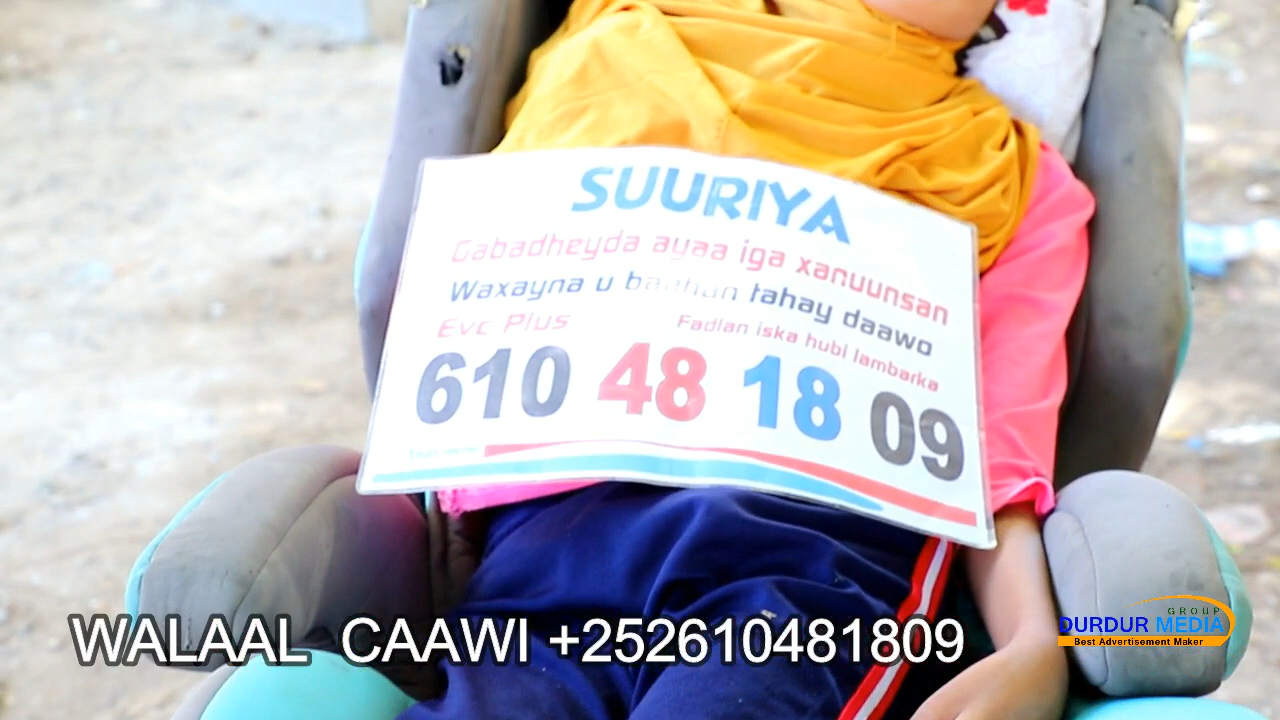 SUURIYA
Gabadheyda ayaa iga xanuunsan
Waxayna u baahan tahay daawo
Evc Plus
Fadlan iska hubi lambarka
610 48 18 09
WALAAL CAAWI +252610481809
GROUP
DURDUR MEDIA
Best Advertisement Maker